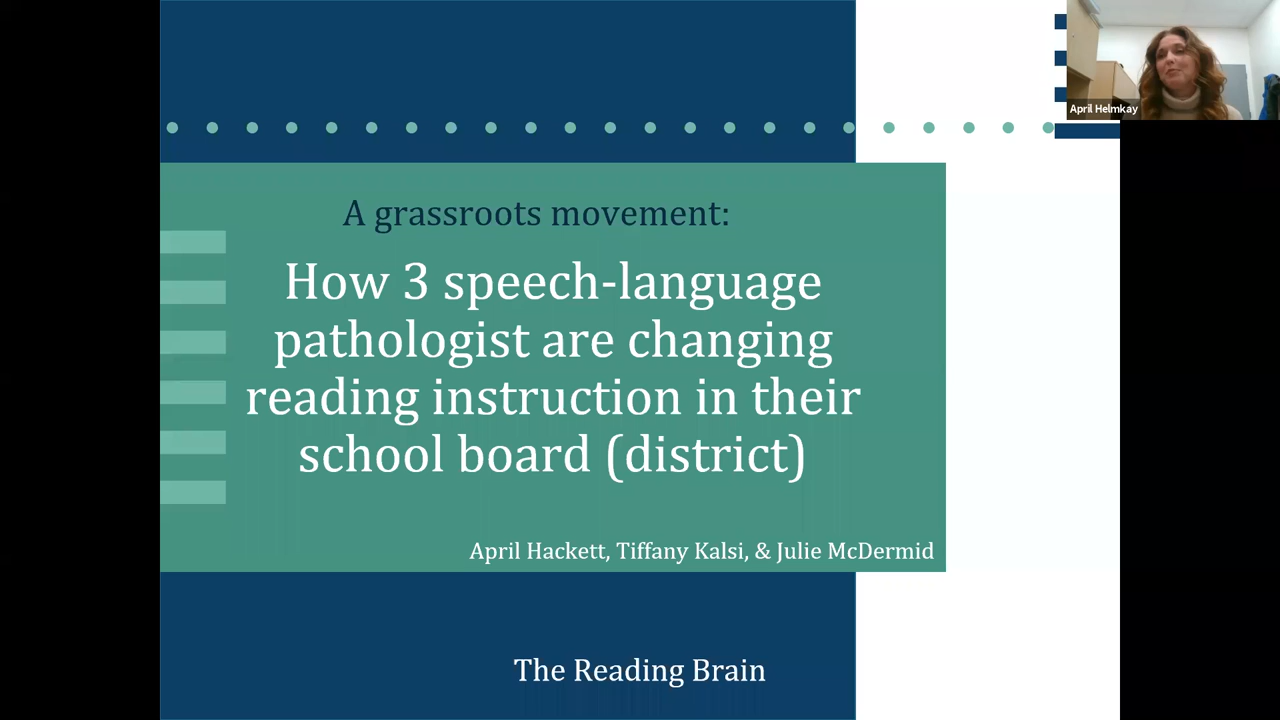 April Helmkay
A grassroots movement:
How 3 speech-language
pathologist are changing
reading instruction in their
school board (district)
April Hackett, Tiffany Kalsi, & Julie McDermid
The Reading Brain